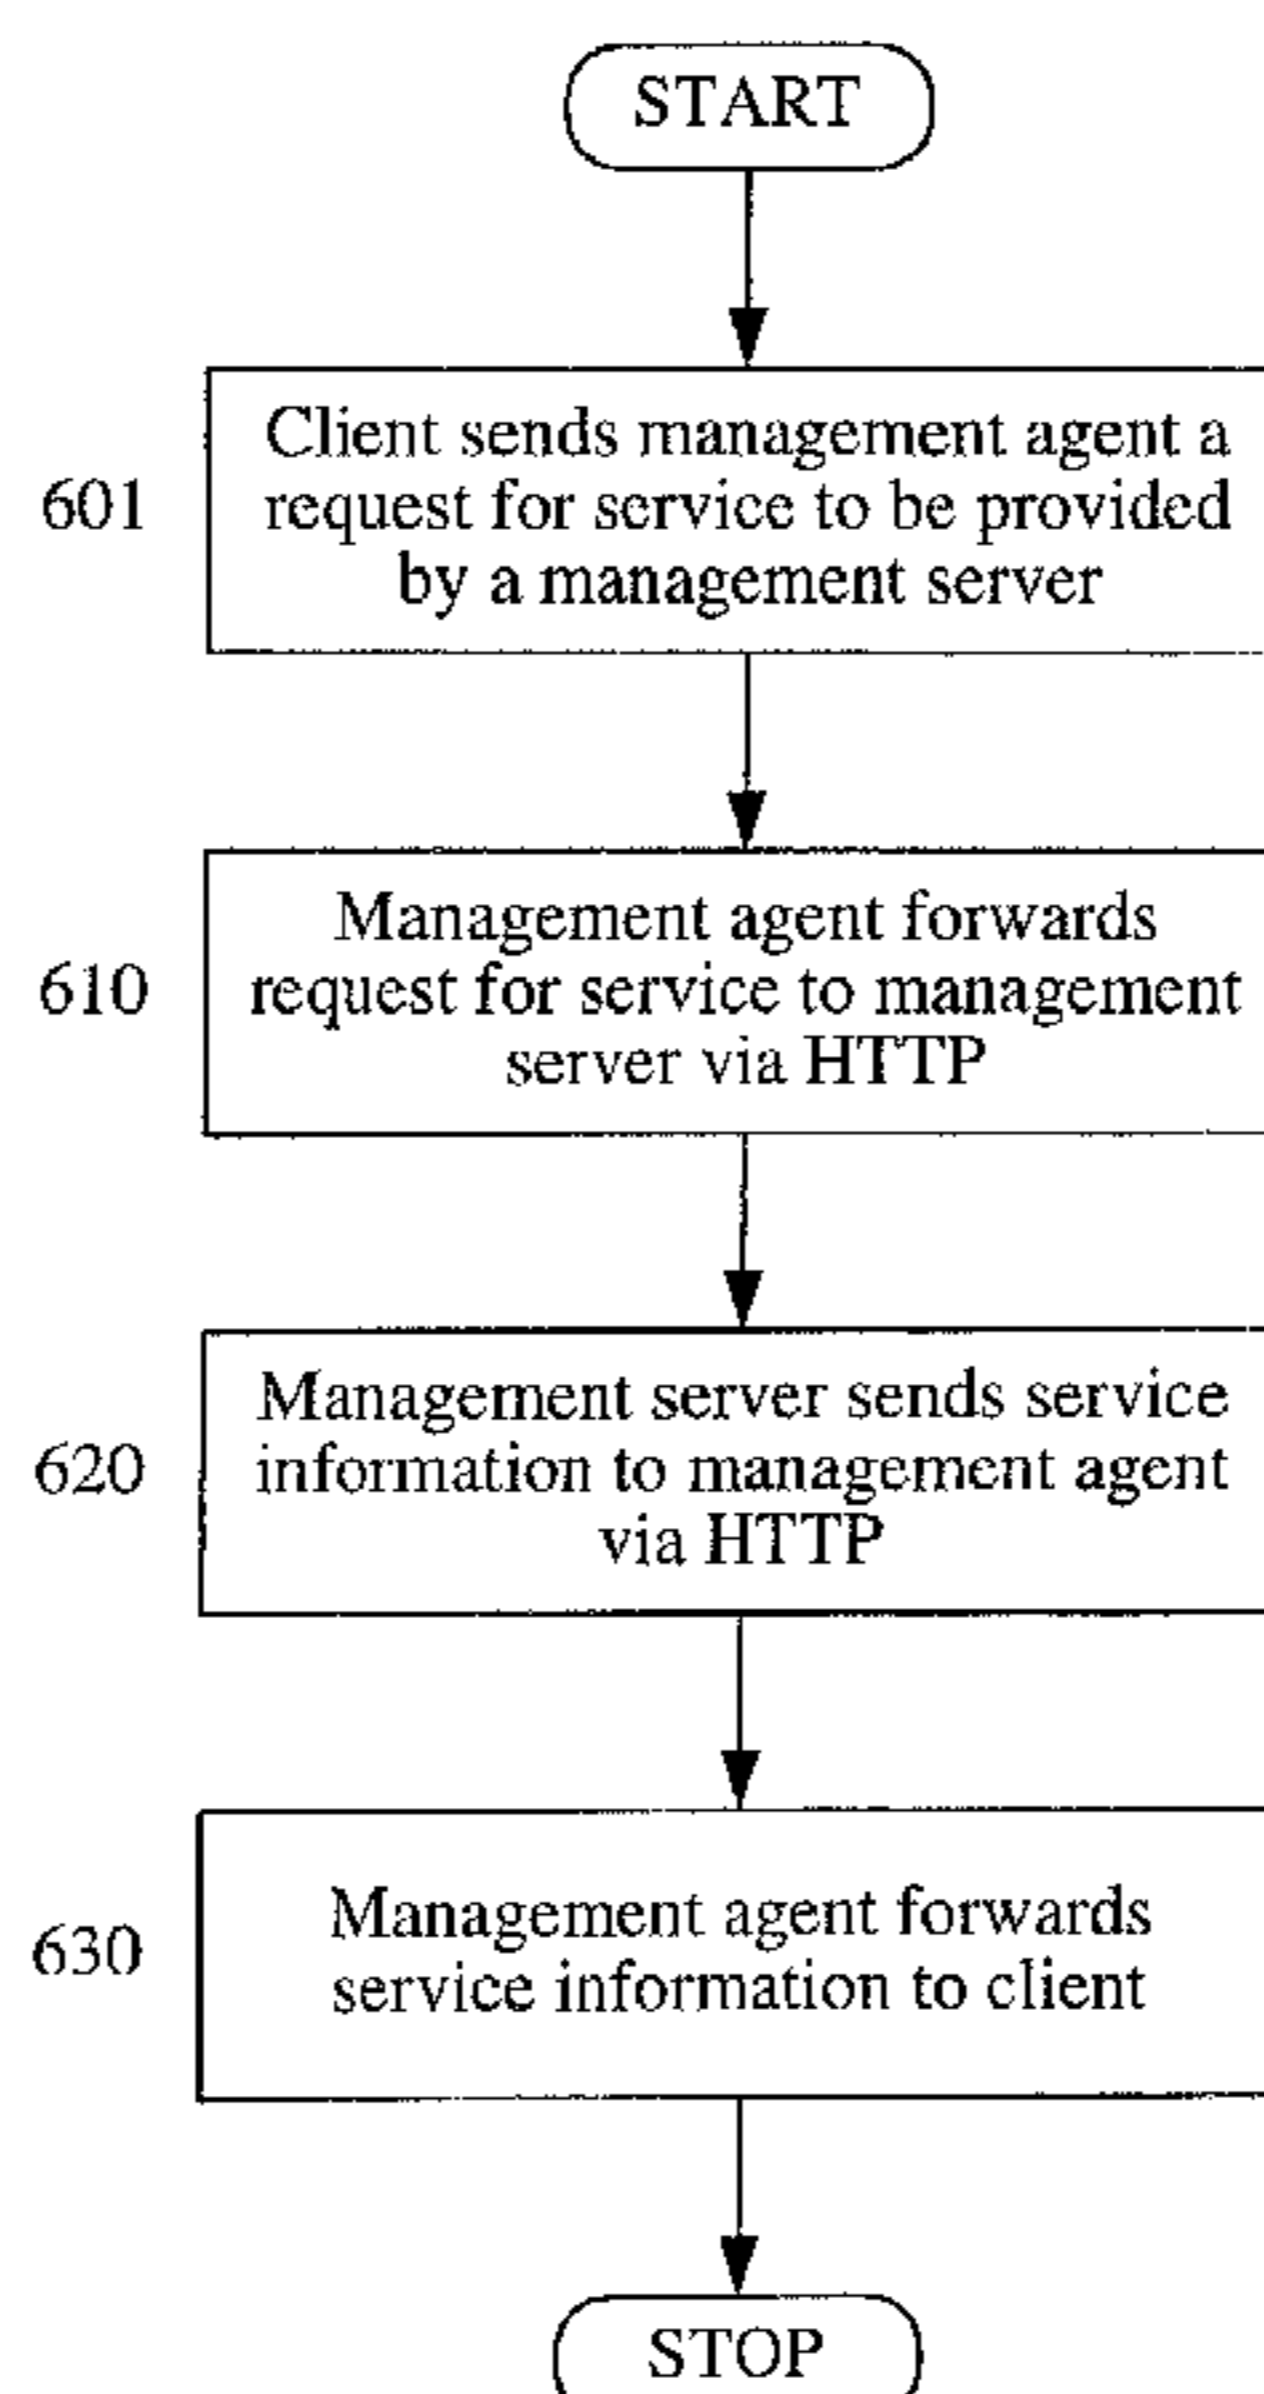 START
601
Client sends management agent a
request for service to be provided
by a management server
610
Management agent forwards
request for service to management
server via HTTP
620
Management server sends service
information to management agent
via HTTP
630
Management agent forwards
service information to client
STOP